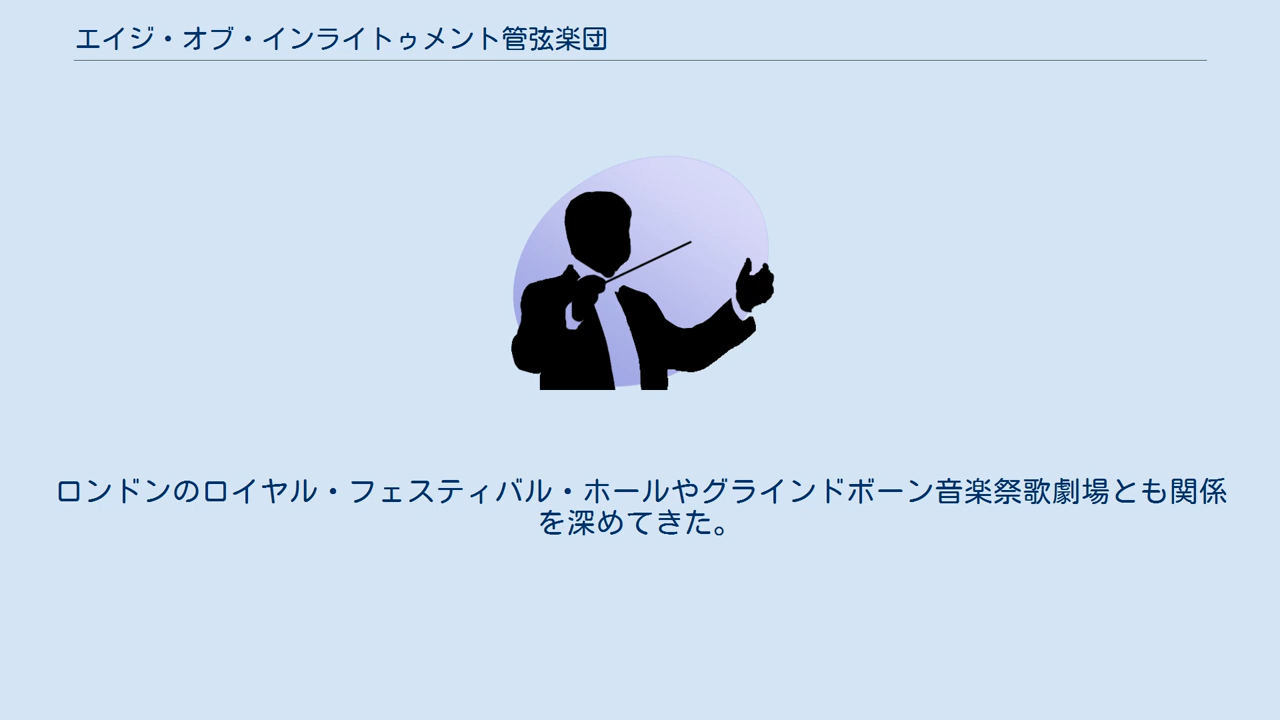 エイジ・オブ・インライトゥメント管弦楽団
ロンドンのロイヤル・フェスティバル・ホールやグラインドボーン音楽祭歌劇場とも関係
を深めてきた。